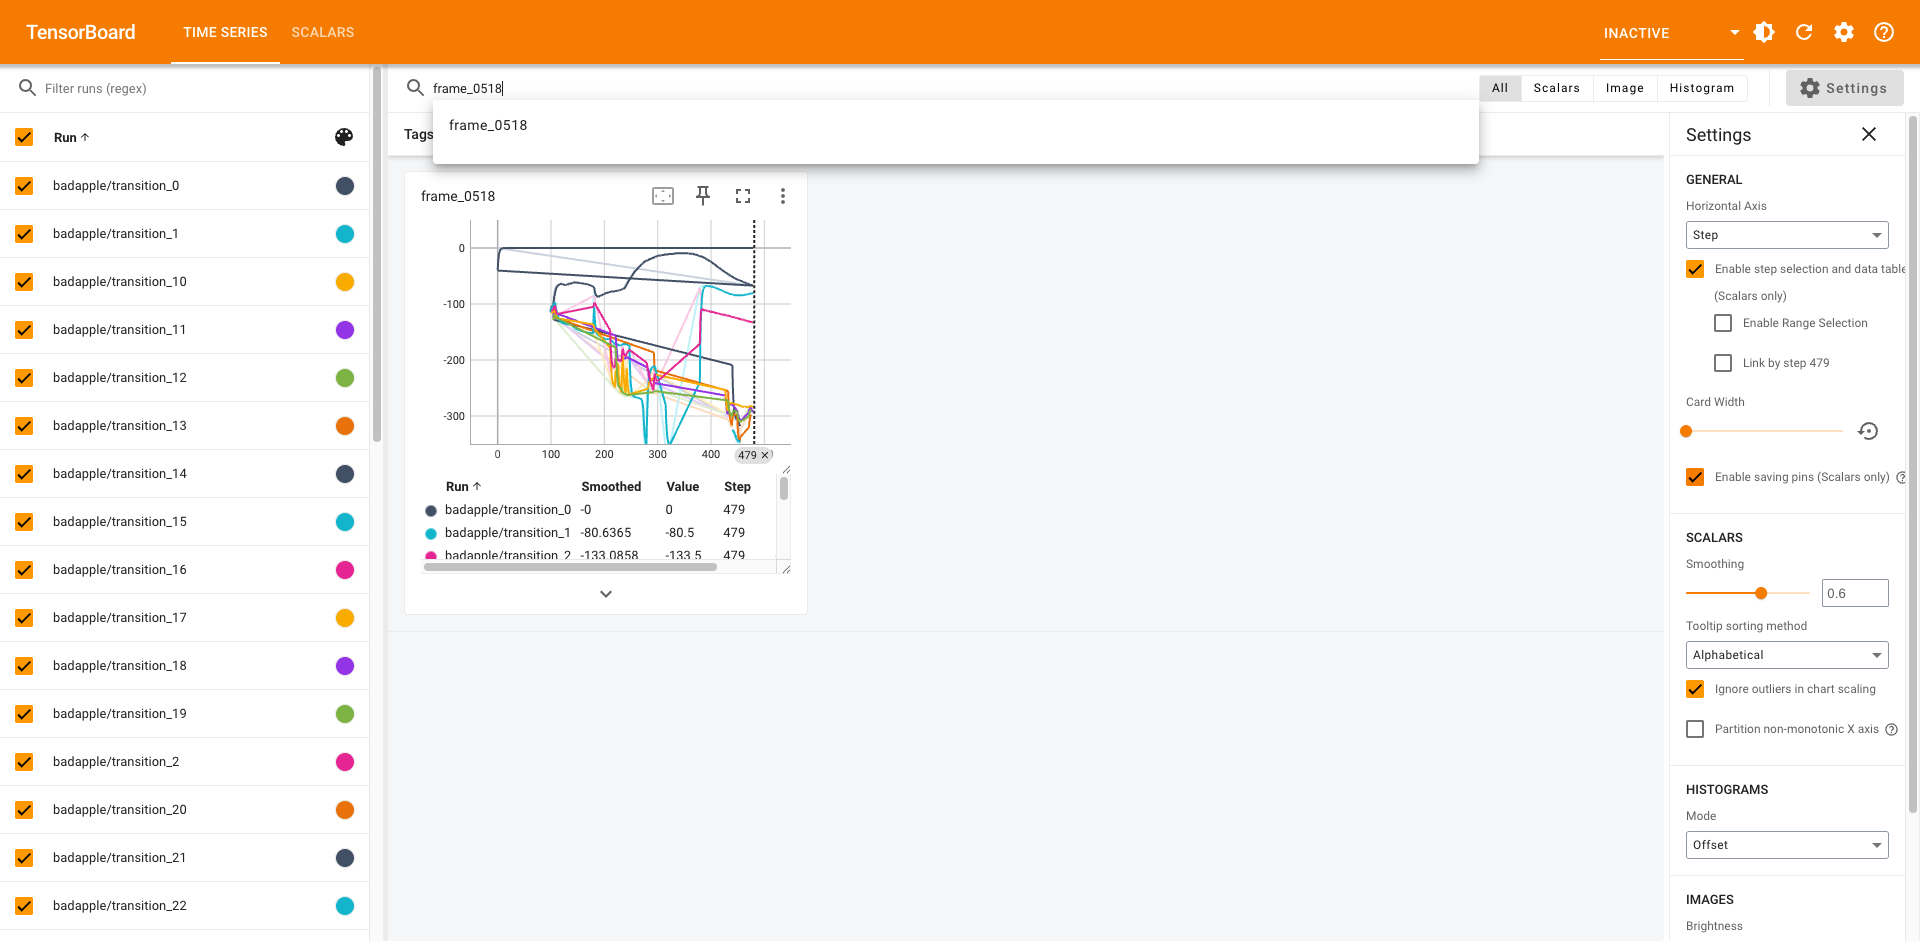 TensorBoard
TIME SERIES
SCALARS
INACTIVE
Filter runs (regex)
frame_0518
All
Scalars
Image
Histogram
Settings
frame_0518
Run
Tags
badapple/transition_0
badapple/transition_1
badapple/transition_10
badapple/transition_11
badapple/transition_12
badapple/transition_13
badapple/transition_14
badapple/transition_15
badapple/transition_16
badapple/transition_17
badapple/transition_18
badapple/transition_19
badapple/transition_2
badapple/transition_20
badapple/transition_21
badapple/transition_22
frame_0518
0
-100
-200
-300
0
100
200
300
400
479
Run Smoothed Value Step
badapple/transition_0 -0 0 479
badapple/transition_1 -80.6365 -80.5 479
badapple/transition_2 -133.0858 -133.5 479
Settings
GENERAL
Horizontal Axis
Step
Enable step selection and data table
(Scalars only)
Enable Range Selection
Link by step 479
Card Width
Enable saving pins (Scalars only)
SCALARS
Smoothing
0.6
Tooltip sorting method
Alphabetical
Ignore outliers in chart scaling
Partition non-monotonic X axis
HISTOGRAMS
Mode
Offset
IMAGES
Brightness